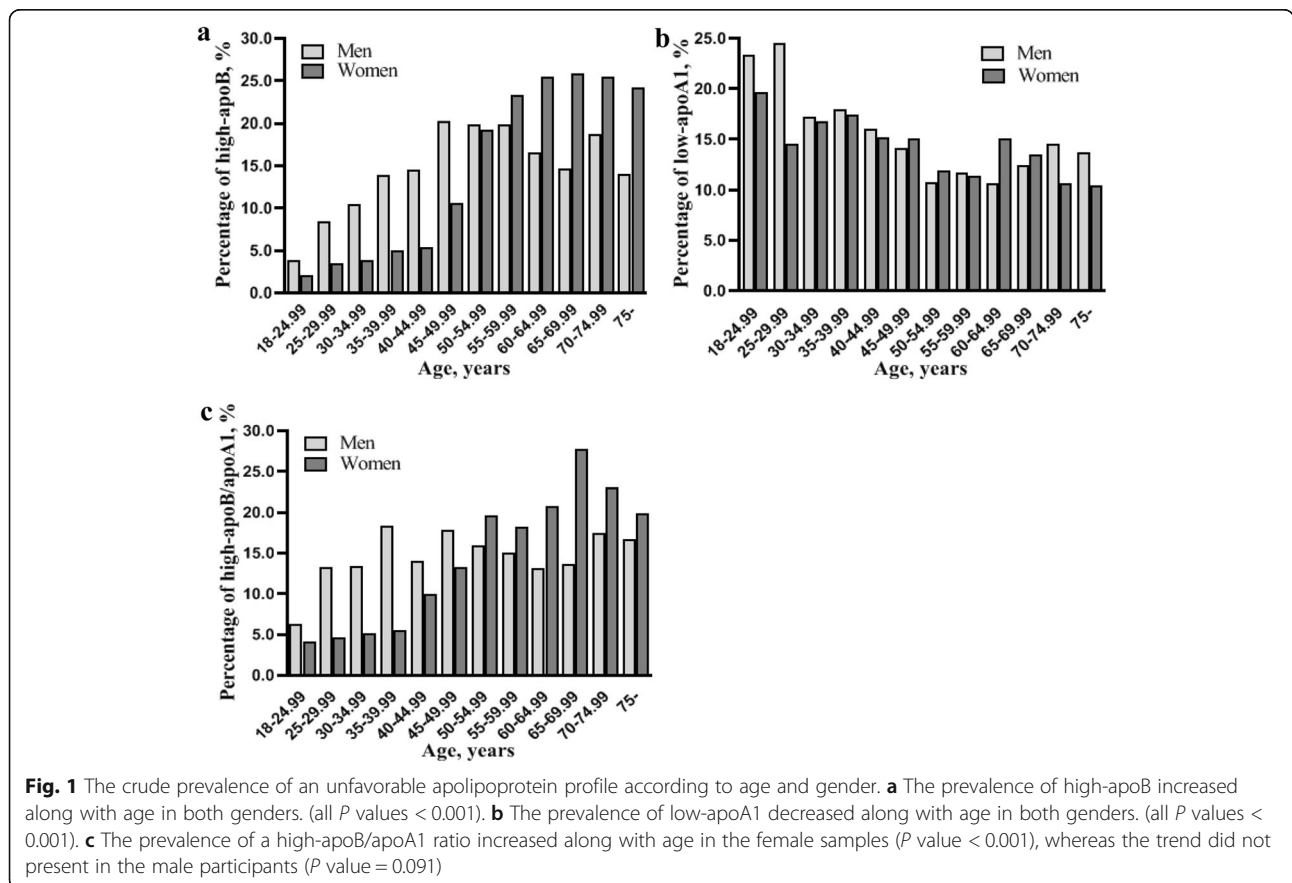 a
Percentage of high-apoB, %
30.0
25.0
20.0
15.0
10.0
5.0
0.0
Men
Women
18-24.99
25-29.99
30-34.99
35-39.99
40-44.99
45-49.99
50-54.99
55-59.99
60-64.99
65-69.99
70-74.99
75-
Age, years
b
Percentage of low-apoA1, %
25.0
20.0
15.0
10.0
5.0
0.0
Men
Women
18-24.99
25-29.99
30-34.99
35-39.99
40-44.99
45-49.99
50-54.99
55-59.99
60-64.99
65-69.99
70-74.99
75-
Age, years
c
Percentage of high-apoB/apoA1, %
30.0
25.0
20.0
15.0
10.0
5.0
0.0
Men
Women
18-24.99
25-29.99
30-34.99
35-39.99
40-44.99
45-49.99
50-54.99
55-59.99
60-64.99
65-69.99
70-74.99
75-
Age, years
Fig. 1 The crude prevalence of an unfavorable apolipoprotein profile according to age and gender. a The prevalence of high-apoB increased
along with age in both genders. (all P values < 0.001). b The prevalence of low-apoA1 decreased along with age in both genders. (all P values <
0.001). c The prevalence of a high-apoB/apoA1 ratio increased along with age in the female samples (P value < 0.001), whereas the trend did not
present in the male participants (P value = 0.091)